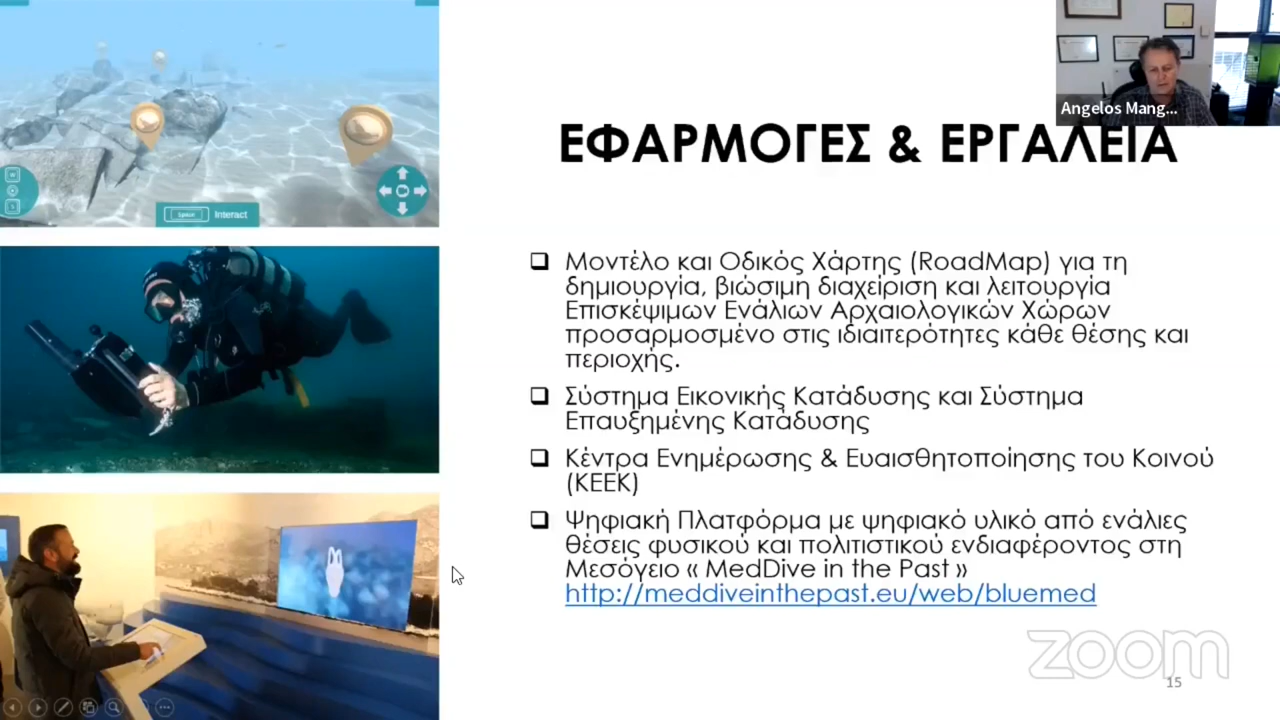 Angelos Mang...
ΕΦΑΡΜΟΓΕΣ & ΕΡΓΑΛΕΙΑ
Interact
Μοντέλο και Οδικός Χάρτης (RoadMap) για τη
δημιουργία, βιώσιμη διαχείριση και λειτουργία
Επισκέψιμων Ενάλιων Αρχαιολογικών Χώρων
προσαρμοσμένο στις ιδιαιτερότητες κάθε θέσης και
περιοχής.
Σύστημα Εικονικής Κατάδυσης και Σύστημα
Επαυξημένης Κατάδυσης
Κέντρα Ενημέρωσης & Ευαισθητοποίησης του Κοινού
(ΚΕΕΚ)
Ψηφιακή Πλατφόρμα με ψηφιακό υλικό από ενάλιες
θέσεις φυσικού και πολιτιστικού ενδιαφέροντος στη
Μεσόγειο « MedDive in the Past »
http://meddiveinthepast.eu/web/bluemed
zoom
15